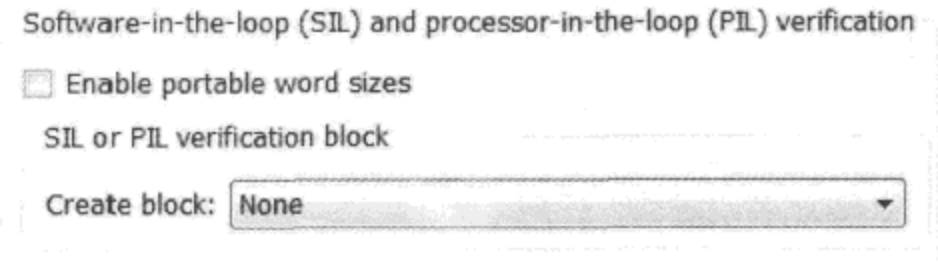 Software-in-the-loop (SIL) and processor-in-the-loop (PIL) verification
Enable portable word sizes
SIL or PIL verification block
Create block: None